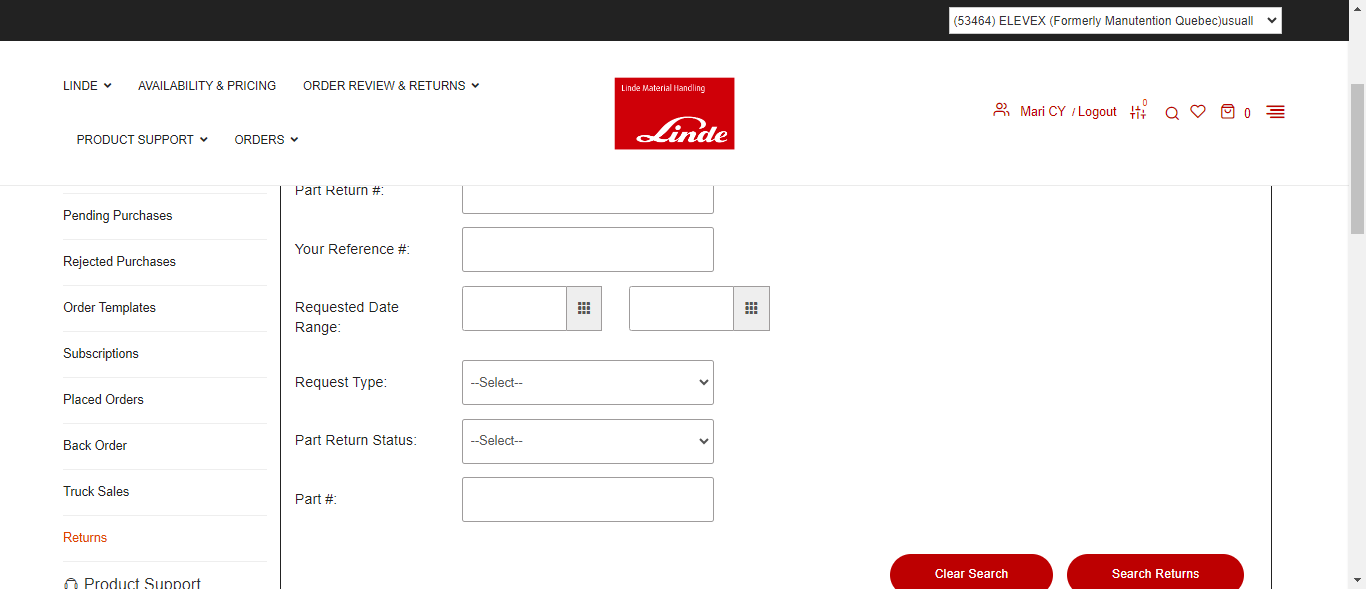 (53464) ELEVEX (Formerly Manutention Quebec)usuall
LINDE
AVAILABILITY & PRICING
ORDER REVIEW & RETURNS
PRODUCT SUPPORT
ORDERS
Linde Material Handling
Linde
Mari CY / Logout
0
0
Pending Purchases
Rejected Purchases
Order Templates
Subscriptions
Placed Orders
Back Order
Truck Sales
Returns
Product Support
Part Return #:
Your Reference #:
Requested Date
Range:
Request Type:
--Select--
Part Return Status:
--Select--
Part #:
Clear Search
Search Returns